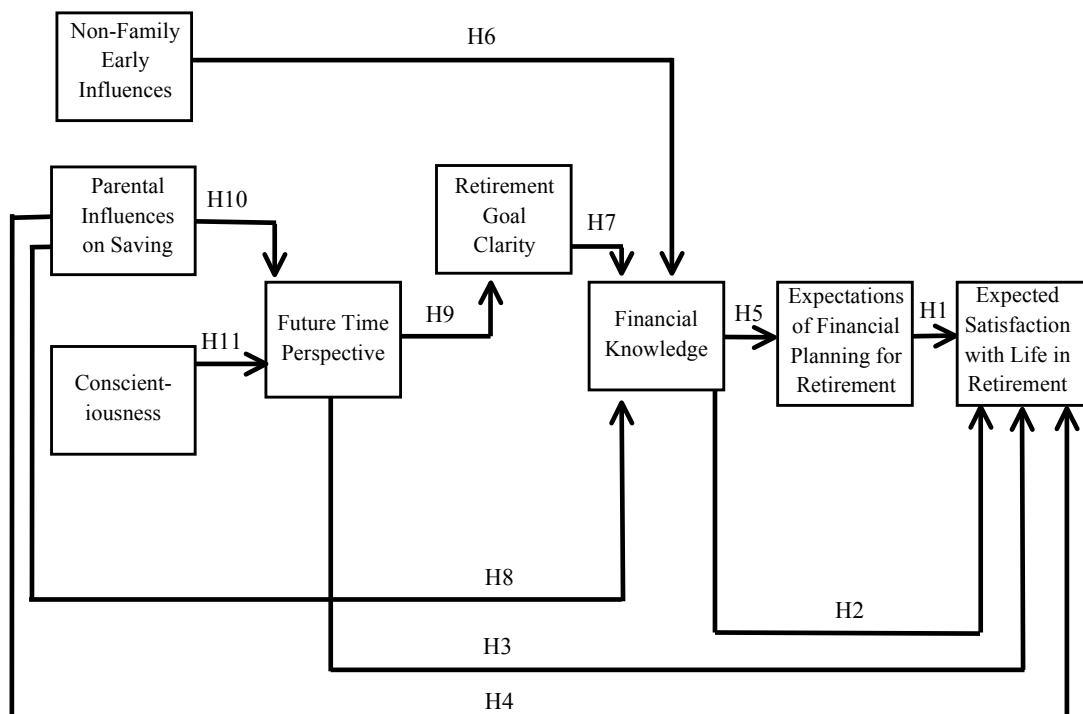 Non-Family
Early
Influences
H6
Parental
Influences
on Saving
H10
Retirement
Goal
Clarity
H7
Conscient-
iousness
H11
Future Time
Perspective
H9
Financial
Knowledge
H5
Expectations
of Financial
Planning for
Retirement
H1
Expected
Satisfaction
with Life in
Retirement
H8
H2
H3
H4